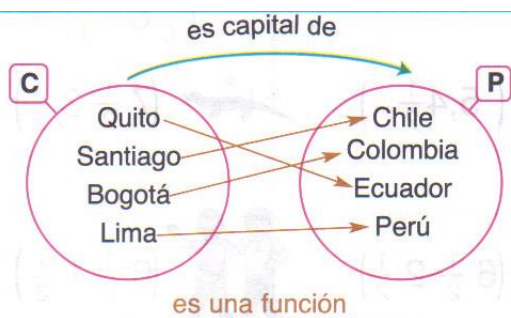 es capital de
C
P
Quito
Chile
Santiago
Colombia
Bogotá
Ecuador
Lima
Perú
es una función